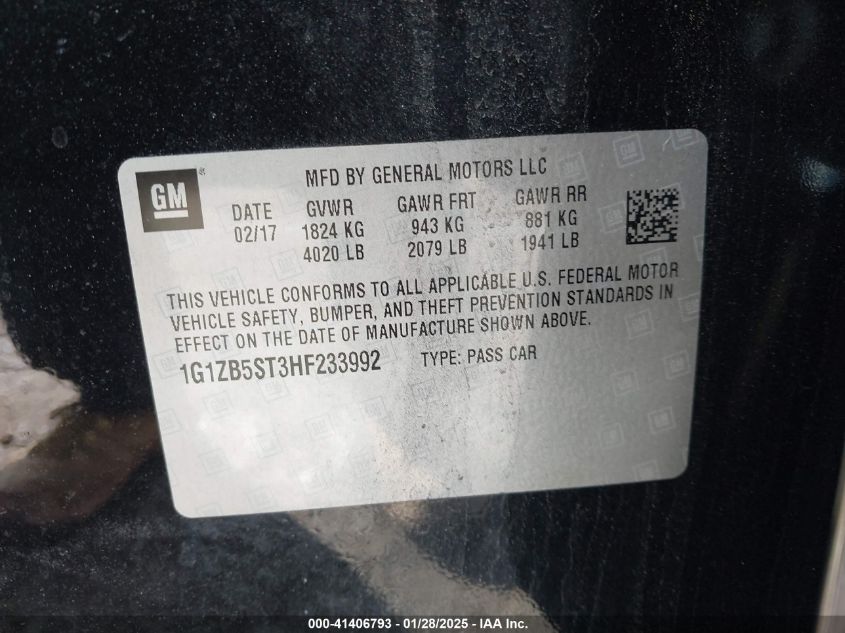 GM
MFD BY GENERAL MOTORS LLC
DATE GVWR GAWR FRT GAWR RR
02/17 1824 KG 943 KG 881 KG
4020 LB 2079 LB 1941 LB
THIS VEHICLE CONFORMS TO ALL APPLICABLE U.S. FEDERAL MOTOR
VEHICLE SAFETY, BUMPER, AND THEFT PREVENTION STANDARDS IN
EFFECT ON THE DATE OF MANUFACTURE SHOWN ABOVE.
1G1ZB5ST3HF233992 TYPE: PASS CAR
000-41406793 - 01/28/2025 - IAA Inc.